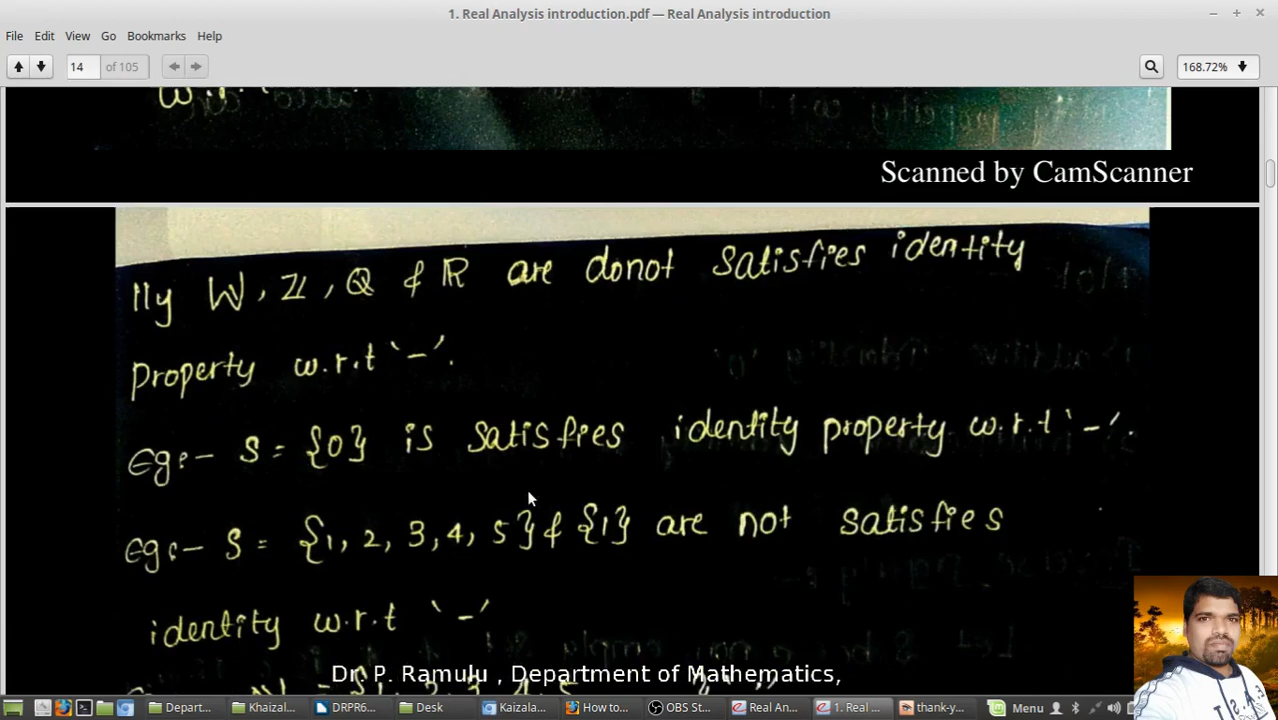 1. Real Analysis introduction.pdf — Real Analysis introduction
File Edit View Go Bookmarks Help
14 of 105 168.72%
Scanned by CamScanner
lly W, ℤ, ℚ & ℝ are donot satisfies identity
property w.r.t '-'.
Eg:- S = {0} is satisfies identity property w.r.t '-'.
Eg:- S = {1, 2, 3, 4, 5} & {1} are not satisfies
identity w.r.t '-'
Dr. P. Ramulu , Department of Mathematics,
Depart... Khaizal... DRPR6... Desk Kaizala... How to... OBS St... Real An... 1. Real ... thank-y... Menu